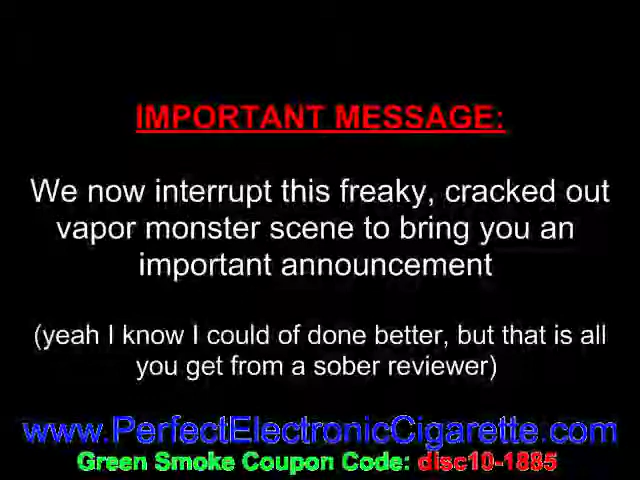 IMPORTANT MESSAGE:
We now interrupt this freaky, cracked out
vapor monster scene to bring you an
important announcement
(yeah I know I could of done better, but that is all
you get from a sober reviewer)
www.PerfectElectronicCigarette.com
Green Smoke Coupon Code: disc10-1885